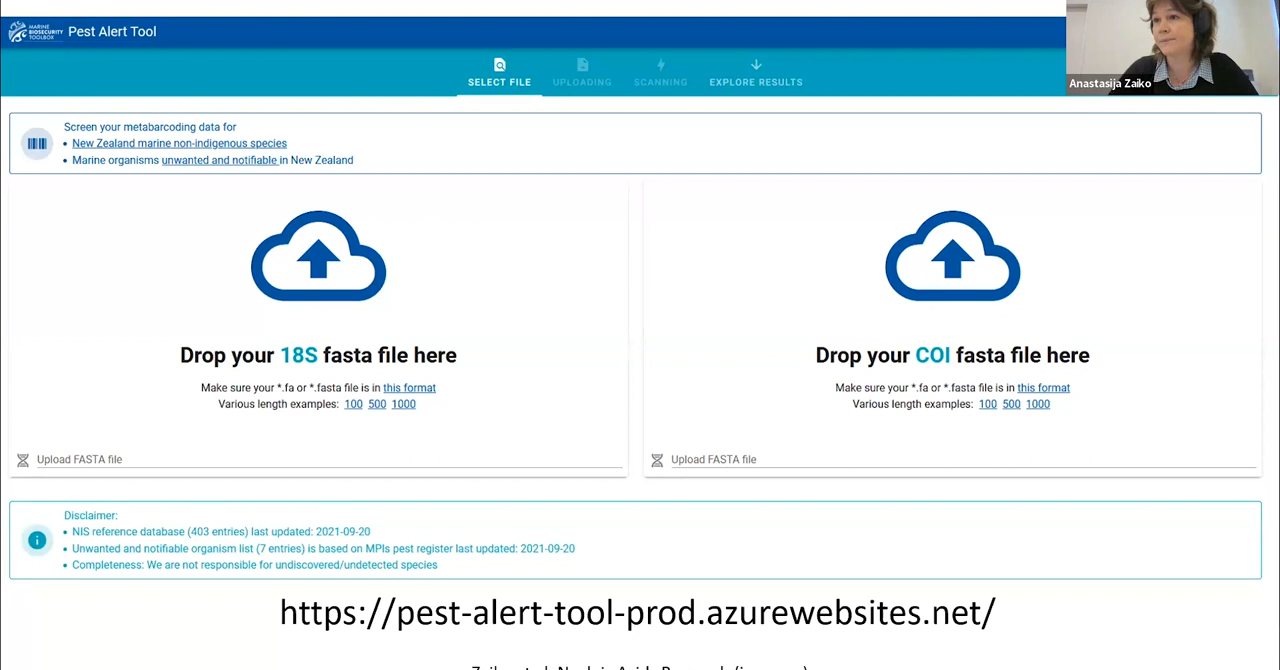 MARINE
BIOSECURITY
TOOLBOX
Pest Alert Tool
SELECT FILE
UPLOADING
SCANNING
EXPLORE RESULTS
Anastasija Zaiko
Screen your metabarcoding data for
• New Zealand marine non-indigenous species
• Marine organisms unwanted and notifiable in New Zealand
Drop your 18S fasta file here
Make sure your *.fa or *.fasta file is in this format
Various length examples: 100 500 1000
Upload FASTA file
Drop your COI fasta file here
Make sure your *.fa or *.fasta file is in this format
Various length examples: 100 500 1000
Upload FASTA file
Disclaimer:
• NIS reference database (403 entries) last updated: 2021-09-20
• Unwanted and notifiable organism list (7 entries) is based on MPIs pest register last updated: 2021-09-20
• Completeness: We are not responsible for undiscovered/undetected species
https://pest-alert-tool-prod.azurewebsites.net/